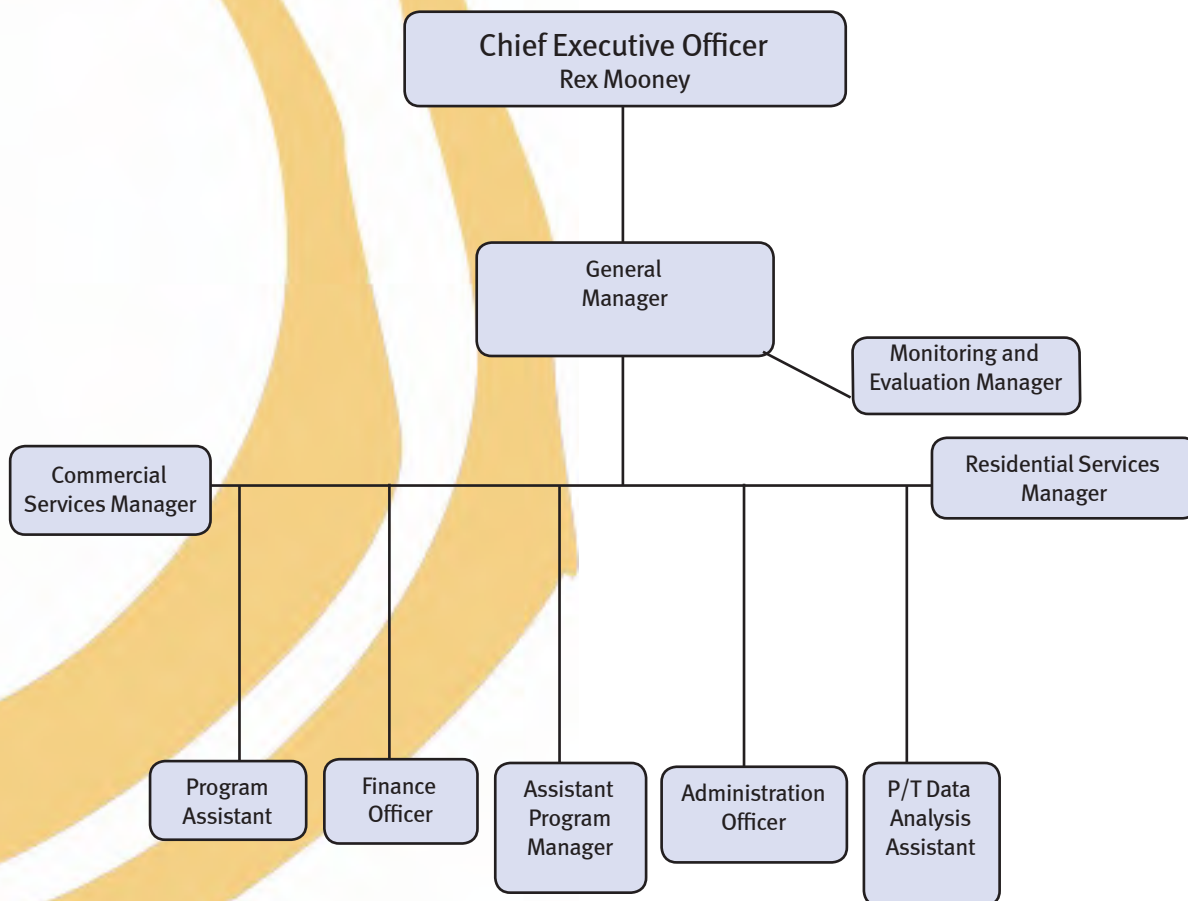 Chief Executive Officer
Rex Mooney
General
Manager
Monitoring and
Evaluation Manager
Commercial
Services Manager
Residential Services
Manager
Program
Assistant
Finance
Officer
Assistant
Program
Manager
Administration
Officer
P/T Data
Analysis
Assistant